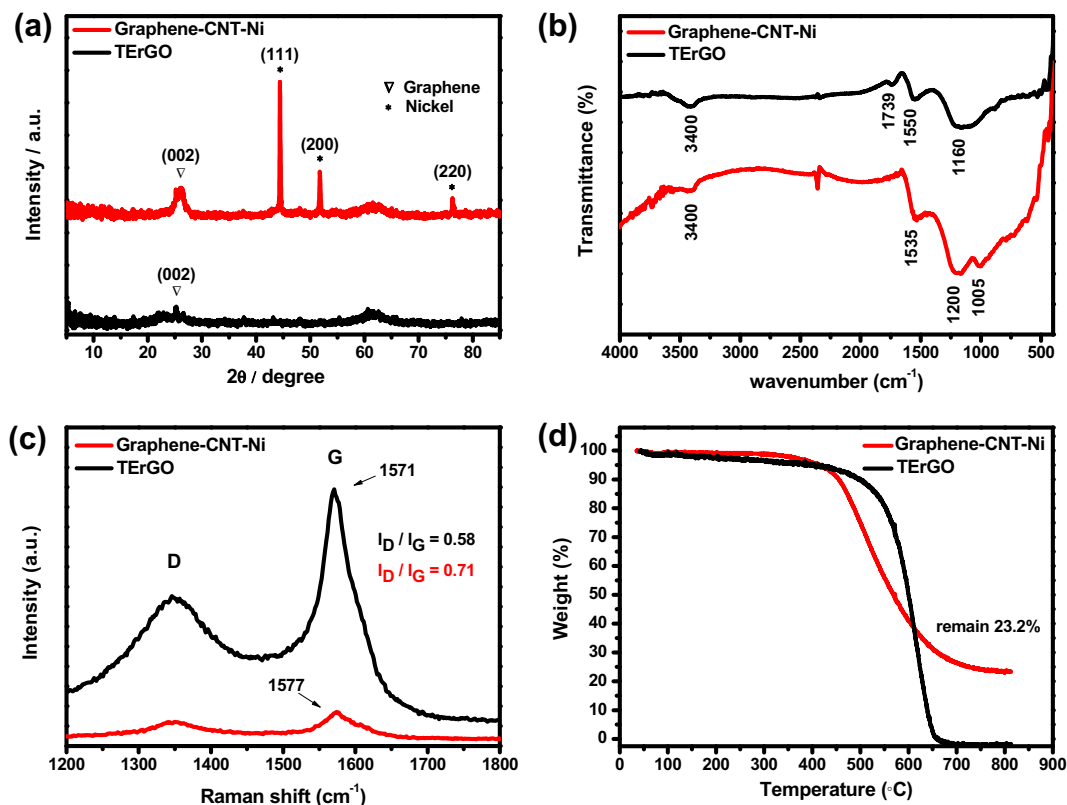 (a)
Graphene-CNT-Ni
TErGO
(111)
▽ Graphene
* Nickel
(002)
(200)
(220)
(002)
Intensity / a.u.
10 20 30 40 50 60 70 80
2θ / degree
(b)
Graphene-CNT-Ni
TErGO
3400
1739
1550
1160
3400
1535
1200
1005
Transmittance (%)
4000 3500 3000 2500 2000 1500 1000 500
wavenumber (cm-1)
(c)
Graphene-CNT-Ni
TErGO
G
1571
D
ID / IG = 0.58
ID / IG = 0.71
1577
Intensity (a.u.)
1200 1300 1400 1500 1600 1700 1800
Raman shift (cm-1)
(d)
Graphene-CNT-Ni
TErGO
100
90
80
70
60
50
40
30
20
10
0
remain 23.2%
Weight (%)
0 100 200 300 400 500 600 700 800 900
Temperature (◦C)